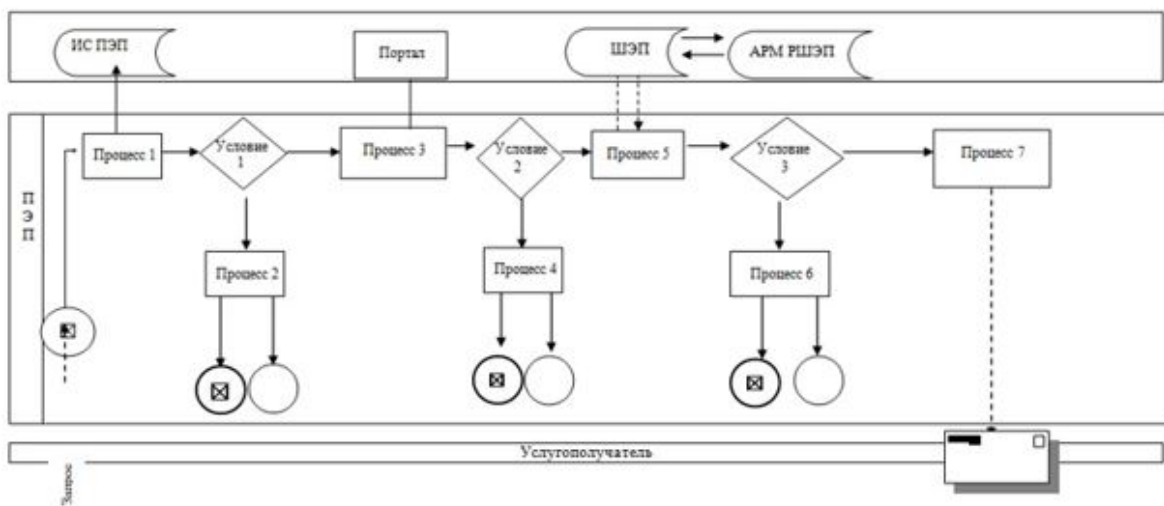 ИС ПЭП
Портал
ШЭП
АРМ РШЭП
ПЭП
Процесс 1
Условие
1
Процесс 3
Условие
2
Процесс 5
Условие
3
Процесс 7
Процесс 2
Процесс 4
Процесс 6
Услугополучатель
Запрос